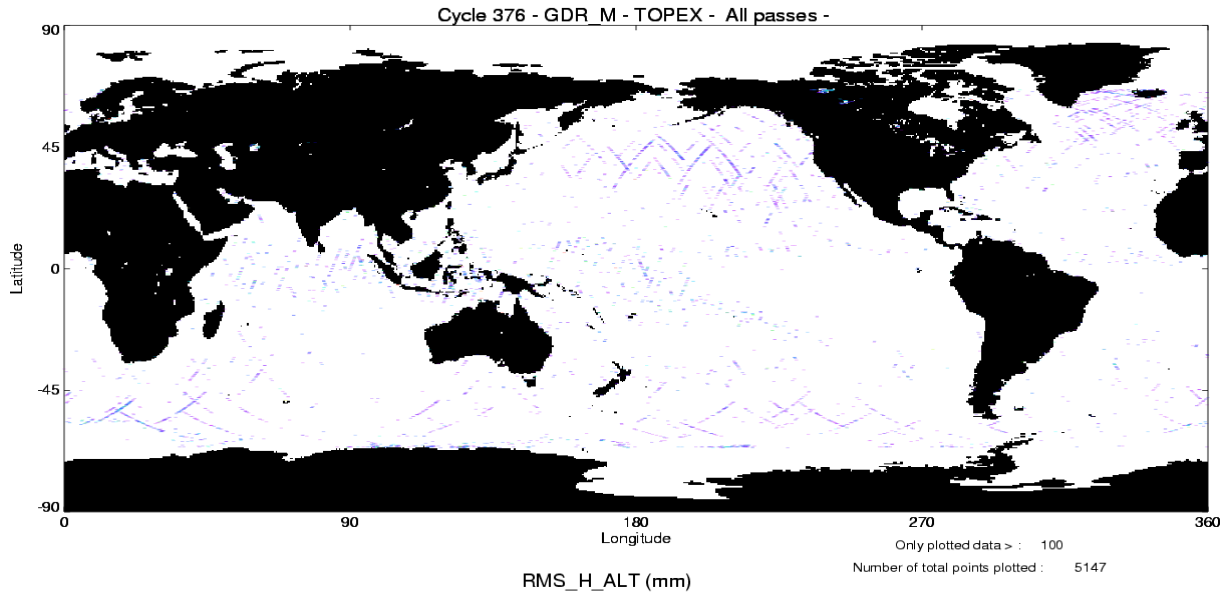 Cycle 376 - GDR_M - TOPEX - All passes -
90
45
Latitude
0
-45
-90
0 90 180 270 360
Longitude
Only plotted data > : 100
Number of total points plotted : 5147
RMS_H_ALT (mm)